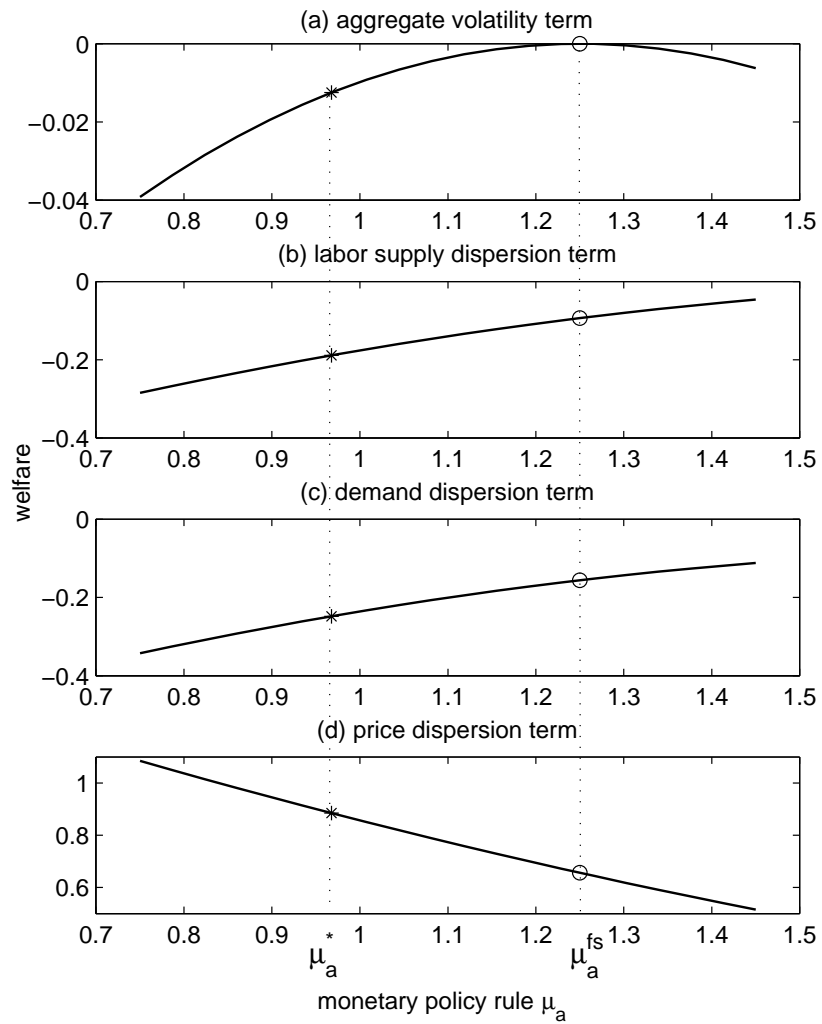 (a) aggregate volatility term
0
−0.02
−0.04
0.7 0.8 0.9 1 1.1 1.2 1.3 1.4 1.5
(b) labor supply dispersion term
0
−0.2
−0.4
0.7 0.8 0.9 1 1.1 1.2 1.3 1.4 1.5
welfare
(c) demand dispersion term
0
−0.2
−0.4
0.7 0.8 0.9 1 1.1 1.2 1.3 1.4 1.5
(d) price dispersion term
1
0.8
0.6
0.7 0.8 0.9 1 1.1 1.2 1.3 1.4 1.5
μ_a^* μ_a^fs
monetary policy rule μ_a